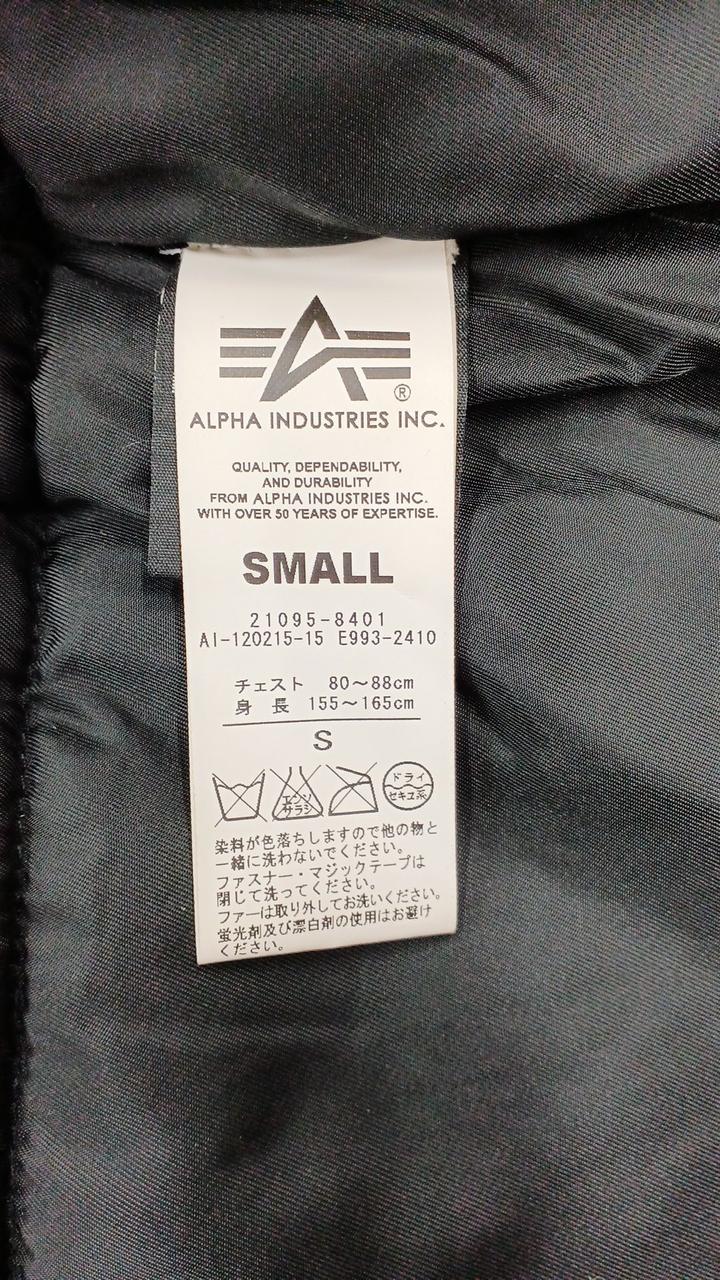 ®
ALPHA INDUSTRIES INC.
QUALITY, DEPENDABILITY,
AND DURABILITY
FROM ALPHA INDUSTRIES INC.
WITH OVER 50 YEARS OF EXPERTISE.
SMALL
21095-8401
AI-120215-15 E993-2410
チェスト 80～88cm
身 長 155～165cm
S
エンソ
サラシ
ドライ
セキユ系
染料が色落ちしますので他の物と
一緒に洗わないでください。
ファスナー・マジックテープは
閉じて洗ってください。
ファーは取り外してお洗いください。
蛍光剤及び漂白剤の使用はお避け
ください。